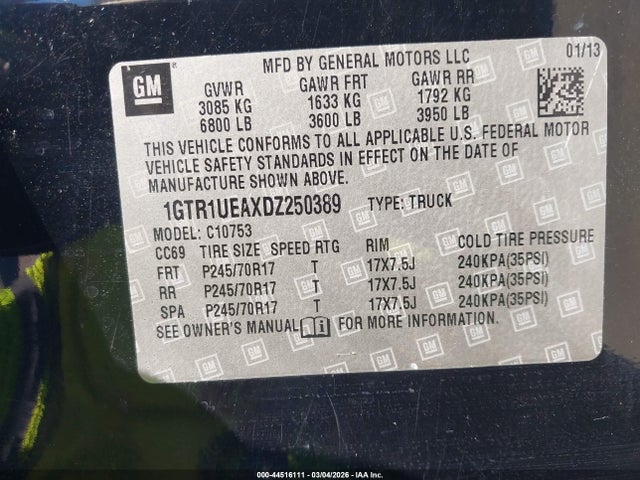 MFD BY GENERAL MOTORS LLC 01/13
GM
GVWR GAWR FRT GAWR RR
3085 KG 1633 KG 1792 KG
6800 LB 3600 LB 3950 LB
THIS VEHICLE CONFORMS TO ALL APPLICABLE U.S. FEDERAL MOTOR
VEHICLE SAFETY STANDARDS IN EFFECT ON THE DATE OF
MANUFACTURE SHOWN ABOVE.
1GTR1UEAXDZ250389 TYPE: TRUCK
MODEL: C10753
CC69 TIRE SIZE SPEED RTG RIM COLD TIRE PRESSURE
FRT P245/70R17 T 17X7.5J 240KPA(35PSI)
RR P245/70R17 T 17X7.5J 240KPA(35PSI)
SPA P245/70R17 T 17X7.5J 240KPA(35PSI)
SEE OWNER'S MANUAL FOR MORE INFORMATION.
000-44516111 - 03/04/2026 - IAA Inc.